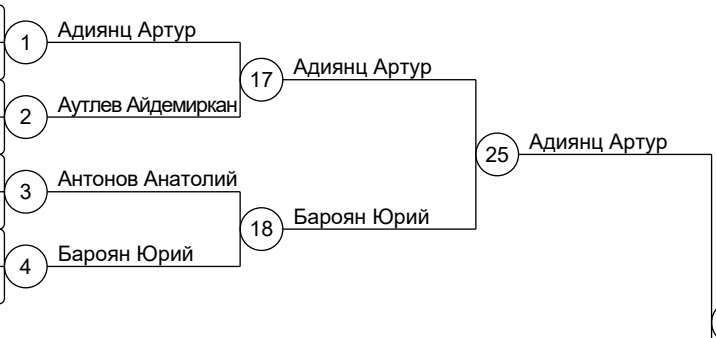 1
Адиянц Артур
17
Адиянц Артур
2
Аутлев Айдемиркан
25
Адиянц Артур
3
Антонов Анатолий
18
Бароян Юрий
4
Бароян Юрий